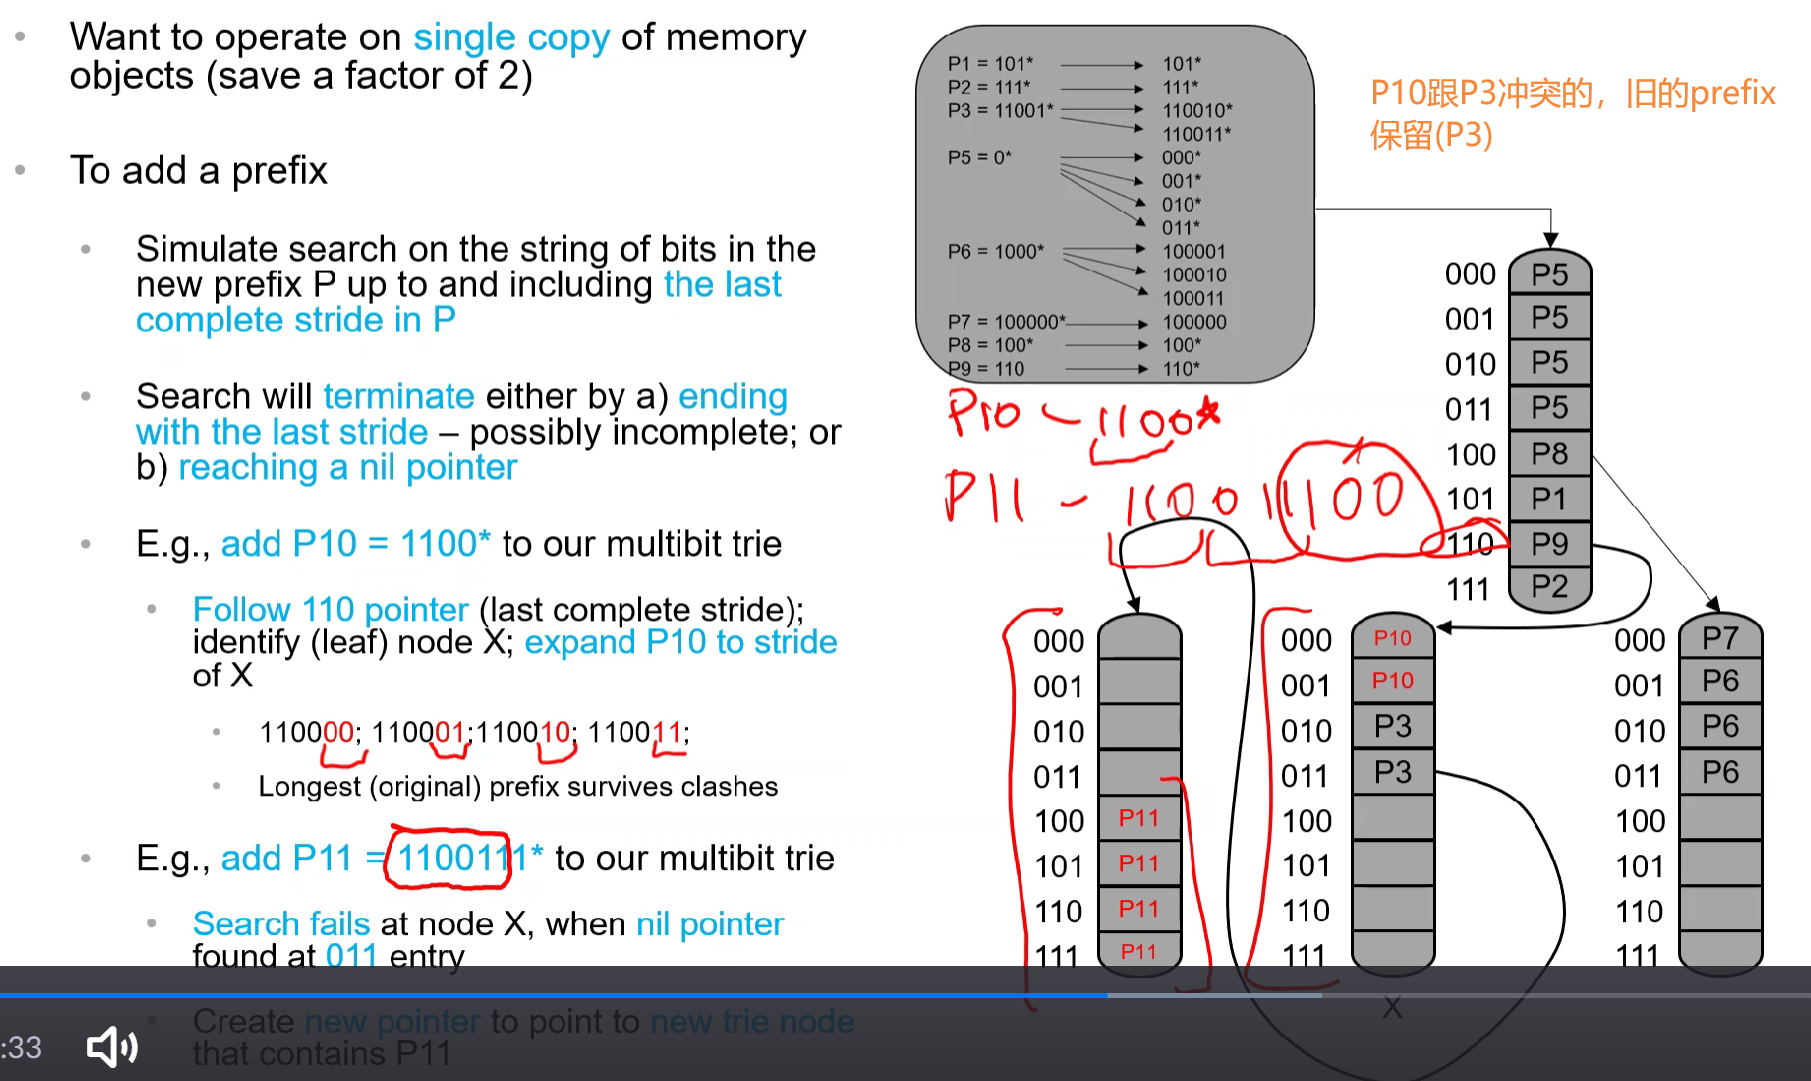 • Want to operate on single copy of memory
objects (save a factor of 2)
• To add a prefix
• Simulate search on the string of bits in the
new prefix P up to and including the last
complete stride in P
• Search will terminate either by a) ending
with the last stride – possibly incomplete; or
b) reaching a nil pointer
• E.g., add P10 = 1100* to our multibit trie
• Follow 110 pointer (last complete stride);
identify (leaf) node X; expand P10 to stride
of X
• 110000; 110001;110010; 110011;
• Longest (original) prefix survives clashes
• E.g., add P11 = 1100111* to our multibit trie
• Search fails at node X, when nil pointer
found at 011 entry
• Create new pointer to point to new trie node
that contains P11
:33
P1 = 101* 101*
P2 = 111* 111*
P3 = 11001* 110010*
110011*
P5 = 0* 000*
001*
010*
011*
P6 = 1000* 100001
100010
100011
P7 = 100000* 100000
P8 = 100* 100*
P9 = 110 110*
P10跟P3冲突的，旧的prefix
保留(P3)
P10 - 1100*
P11 -
000 P5
001 P5
010 P5
011 P5
100 P8
101 P1
110 P9
111 P2
000
001
010
011
100 P11
101 P11
110 P11
111 P11
000 P10
001 P10
010 P3
011 P3
100
101
110
111
X
000 P7
001 P6
010 P6
011 P6
100
101
110
111